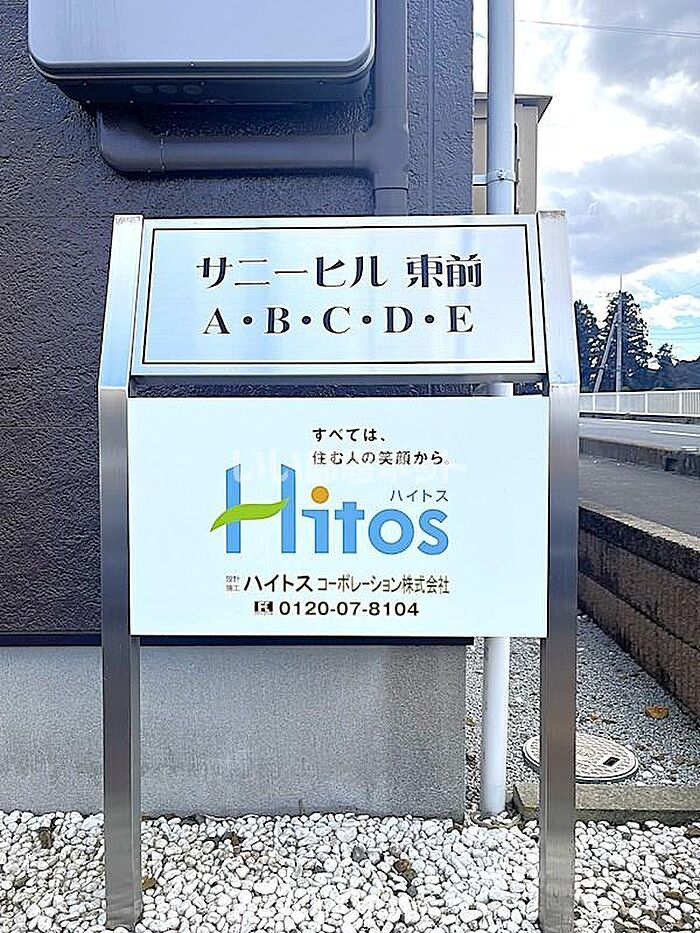 サニーヒル 東前
A・B・C・D・E
すべては、
住む人の笑顔から。
ハイトス
Hitos
設計
施工 ハイトス コーポレーション株式会社
0120-07-8104